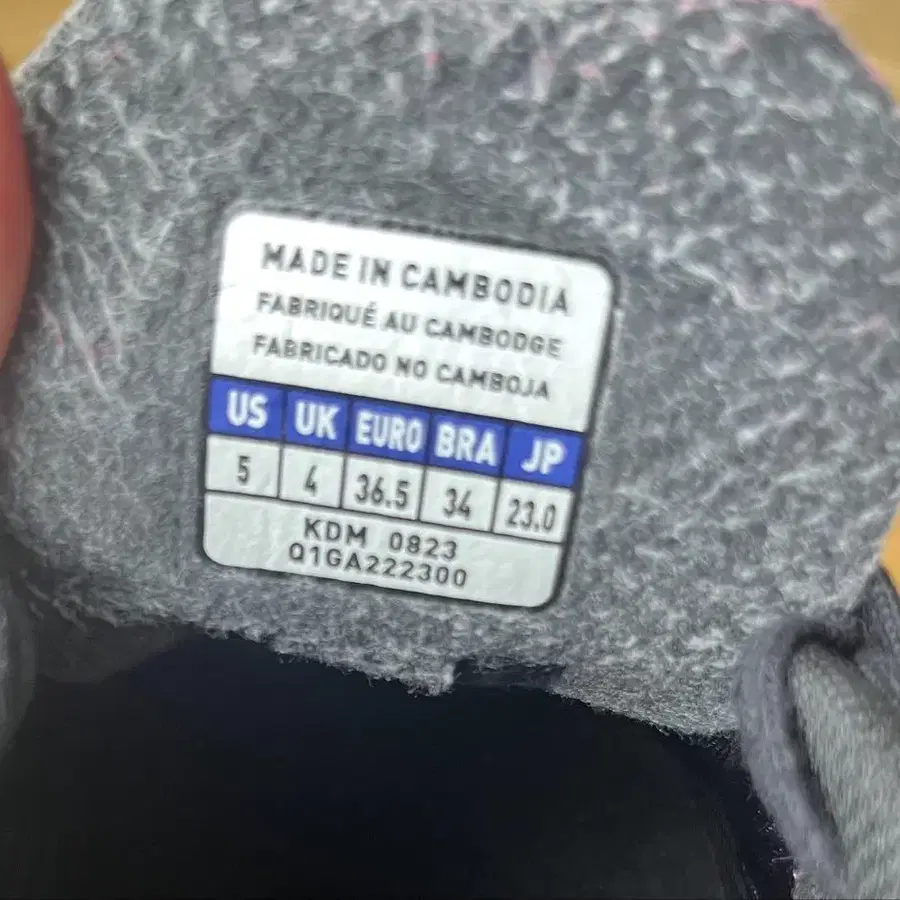 MADE IN CAMBODIA
FABRIQUÉ AU CAMBODGE
FABRICADO NO CAMBOJA
US UK EURO BRA JP
5 4 36.5 34 23.0
KDM 0823
Q1GA222300